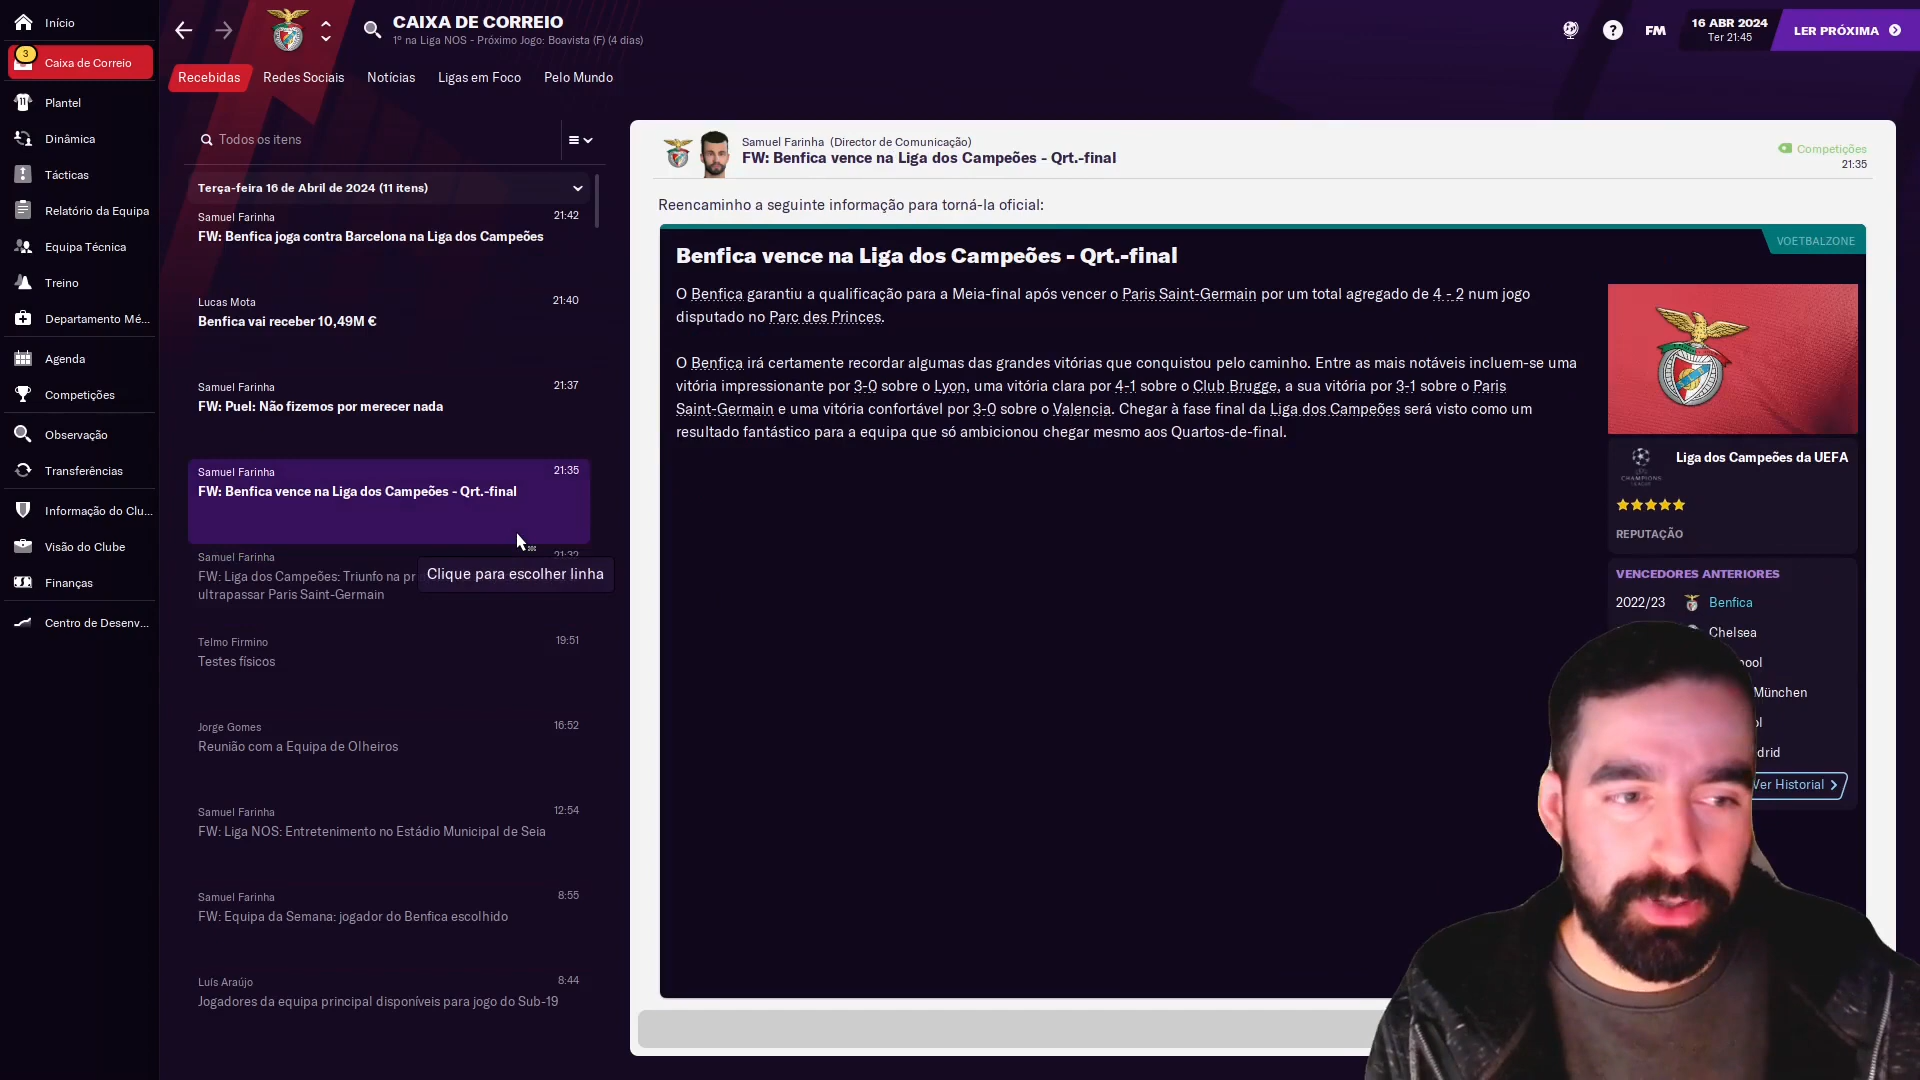 Início
3
Caixa de Correio
Plantel
Dinâmica
Tácticas
Relatório da Equipa
Equipa Técnica
Treino
Departamento Mé...
Agenda
Competições
Observação
Transferências
Informação do Clu...
Visão do Clube
Finanças
Centro de Desenv...
CAIXA DE CORREIO
1º na Liga NOS - Próximo Jogo: Boavista (F) (4 dias)
FM
16 ABR 2024
Ter 21:45
LER PRÓXIMA
Recebidas Redes Sociais Notícias Ligas em Foco Pelo Mundo
Todos os itens
Terça-feira 16 de Abril de 2024 (11 itens)
Samuel Farinha 21:42
FW: Benfica joga contra Barcelona na Liga dos Campeões
Lucas Mota 21:40
Benfica vai receber 10,49M €
Samuel Farinha 21:37
FW: Puel: Não fizemos por merecer nada
Samuel Farinha 21:35
FW: Benfica vence na Liga dos Campeões - Qrt.-final
Samuel Farinha 21:32
FW: Liga dos Campeões: Triunfo na pr
ultrapassar Paris Saint-Germain
Clique para escolher linha
Telmo Firmino 19:51
Testes físicos
Jorge Gomes 16:52
Reunião com a Equipa de Olheiros
Samuel Farinha 12:54
FW: Liga NOS: Entretenimento no Estádio Municipal de Seia
Samuel Farinha 8:55
FW: Equipa da Semana: jogador do Benfica escolhido
Luís Araújo 8:44
Jogadores da equipa principal disponíveis para jogo do Sub-19
Samuel Farinha (Director de Comunicação)
FW: Benfica vence na Liga dos Campeões - Qrt.-final
Competições
21:35
Reencaminho a seguinte informação para torná-la oficial:
VOETBALZONE
Benfica vence na Liga dos Campeões - Qrt.-final
O Benfica garantiu a qualificação para a Meia-final após vencer o Paris Saint-Germain por um total agregado de 4 - 2 num jogo
disputado no Parc des Princes.
O Benfica irá certamente recordar algumas das grandes vitórias que conquistou pelo caminho. Entre as mais notáveis incluem-se uma
vitória impressionante por 3-0 sobre o Lyon, uma vitória clara por 4-1 sobre o Club Brugge, a sua vitória por 3-1 sobre o Paris
Saint-Germain e uma vitória confortável por 3-0 sobre o Valencia. Chegar à fase final da Liga dos Campeões será visto como um
resultado fantástico para a equipa que só ambicionou chegar mesmo aos Quartos-de-final.
Liga dos Campeões da UEFA
REPUTAÇÃO
VENCEDORES ANTERIORES
2022/23 Benfica
Chelsea
ool
München
ol
drid
Ver Historial